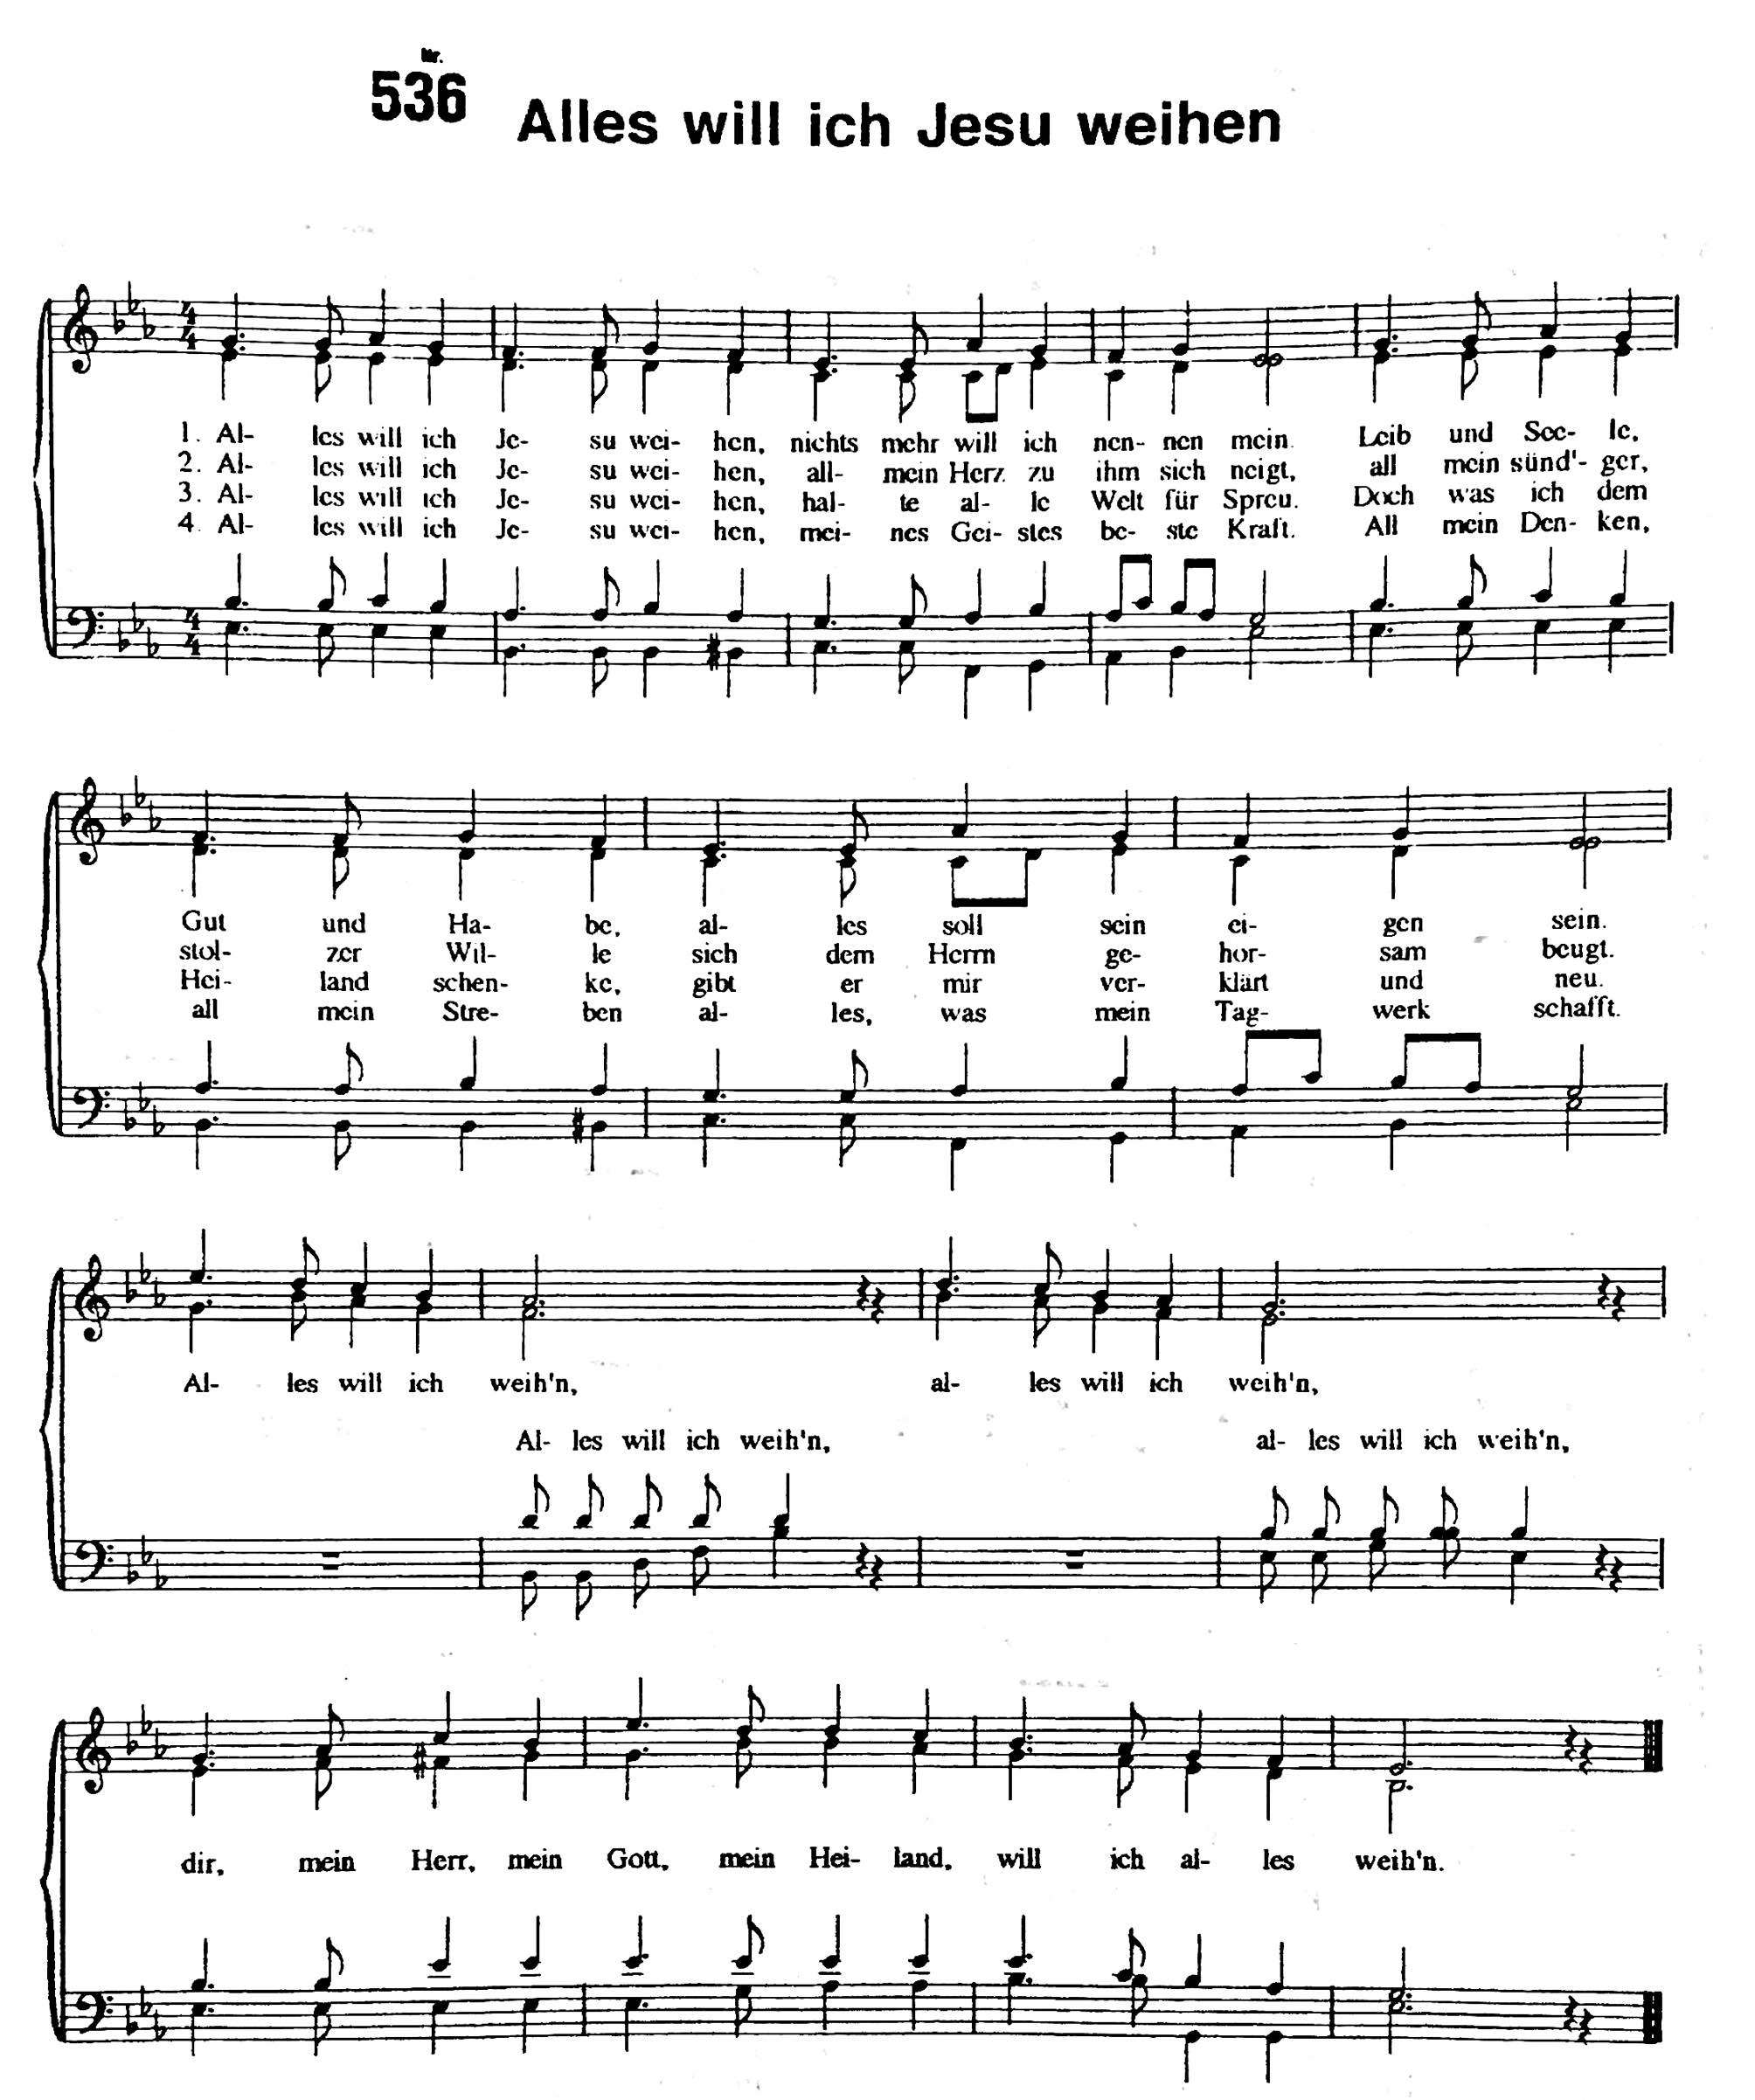 Nr.
536
Alles will ich Jesu weihen
1. Al- les will ich Je- su wei- hen, nichts mehr will ich nen- nen mein. Leib und See- le,
2. Al- les will ich Je- su wei- hen, all- mein Herz zu ihm sich neigt, all mein sünd'- ger,
3. Al- les will ich Je- su wei- hen, hal- te al- le Welt für Spreu. Doch was ich dem
4. Al- les will ich Je- su wei- hen, mei- nes Gei- stes be- ste Kraft. All mein Den- ken,
Gut und Ha- be, al- les soll sein ei- gen sein.
stol- zer Wil- le sich dem Herrn ge- hor- sam beugt.
Hei- land schen- ke, gibt er mir ver- klärt und neu.
all mein Stre- ben al- les, was mein Tag- werk schafft.
Al- les will ich weih'n, al- les will ich weih'n,
Al- les will ich weih'n, al- les will ich weih'n,
dir, mein Herr, mein Gott, mein Hei- land, will ich al- les weih'n.